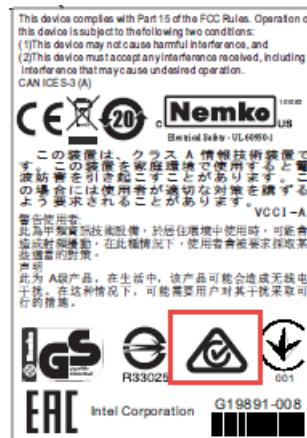 This device complies with Part 15 of the FCC Rules. Operation o
this device is subject to the following two conditions:
(1)This device may not cause harmful interference, and
(2)This device must accept any interference received, including
interference that may cause undesired operation.
CAN ICES-3 (A)
CE 20 c Nemko US
Electrical Safety - UL 60950-1
この装置は、クラス A 情報技術装置で
す。この装置を家庭環境で使用すると電
波妨害を引き起こすことがあります。こ
の場合には使用者が適切な対策を講ずる
よう要求されることがあります。
VCCI-A
警告使用者:
此為甲類資訊技術設備，於居住環境中使用時，可能會
造成射頻擾動，在此種情況下，使用者會被要求採取某
些適當的對策。
声明
此为 A级产品，在生活中，该产品可能会造成无线电
干扰。在这种情况下，可能需要用户对其干扰采取可
行的措施。
GS
R33025
001
EAC Intel Corporation G19891-008